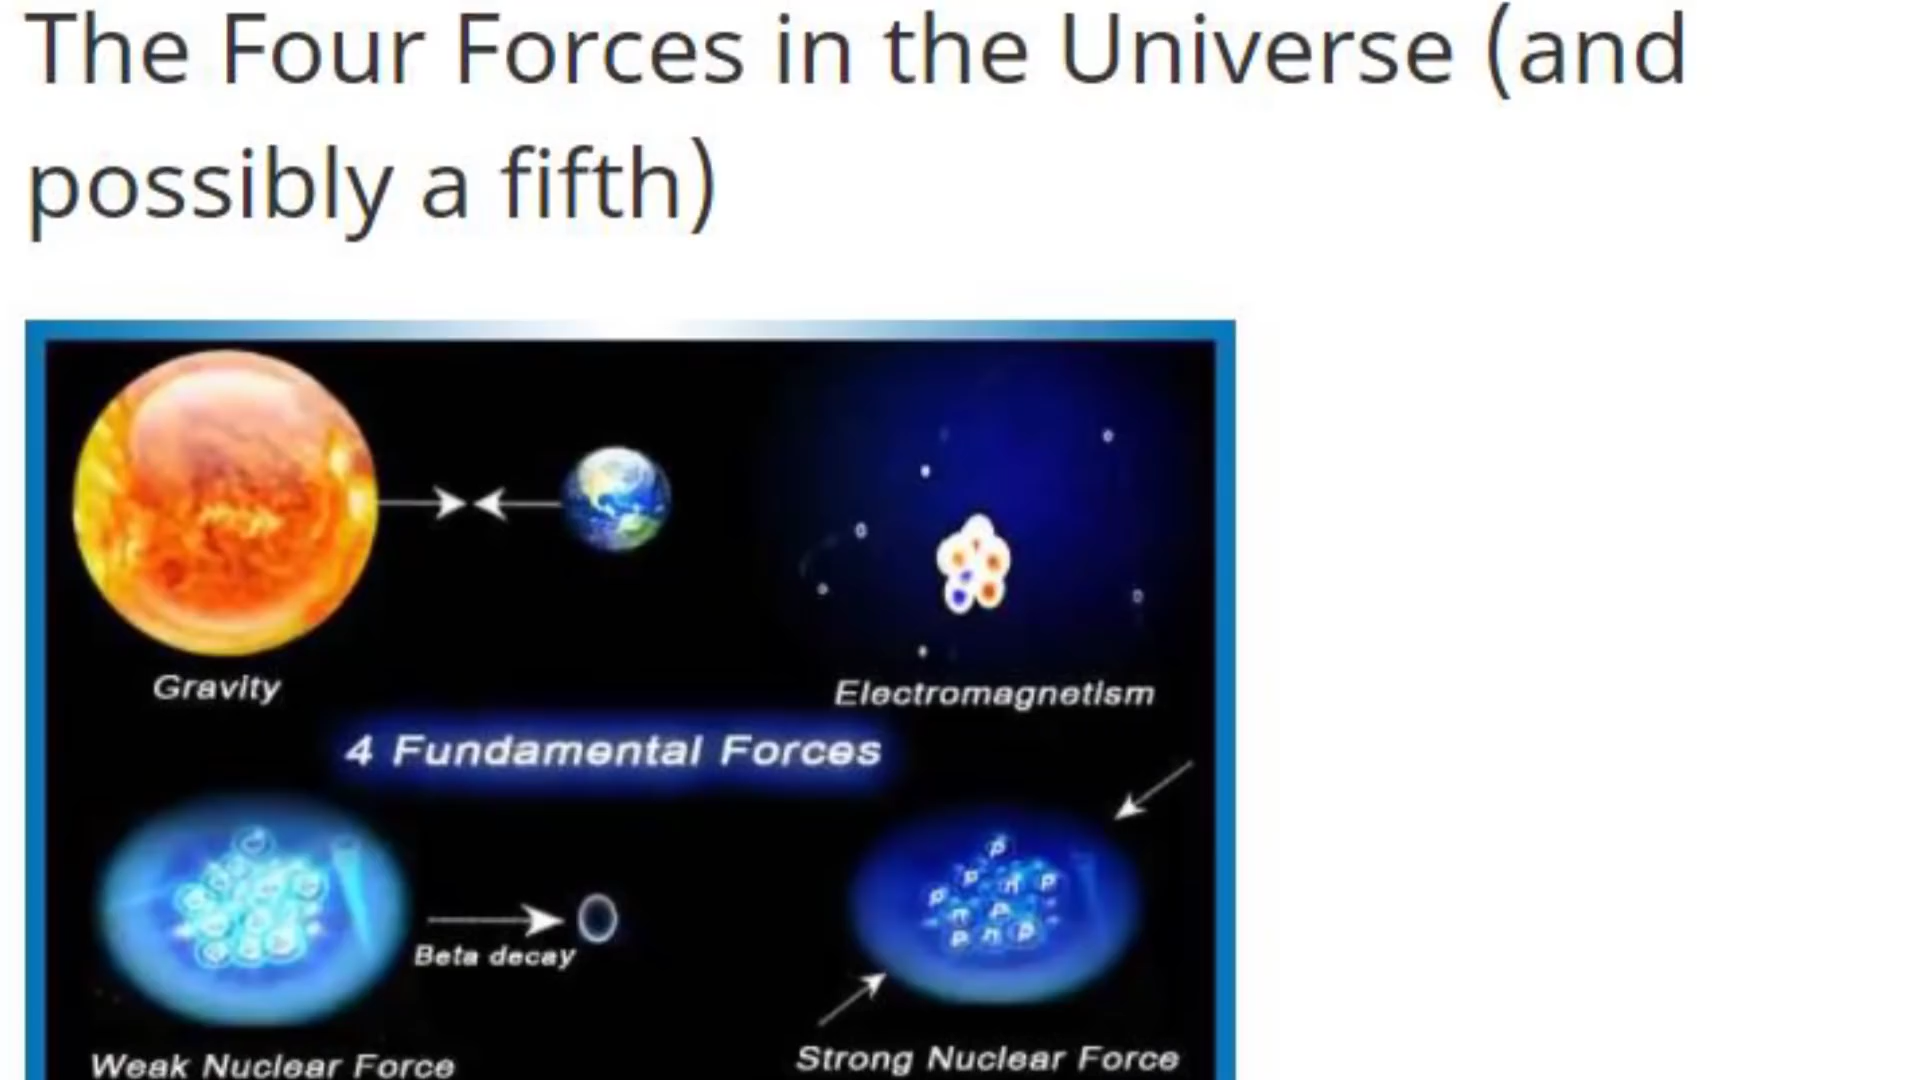 The Four Forces in the Universe (and
possibly a fifth)
Gravity
Electromagnetism
4 Fundamental Forces
Beta decay
p
p n p
p
n p
p n p
Weak Nuclear Force
Strong Nuclear Force